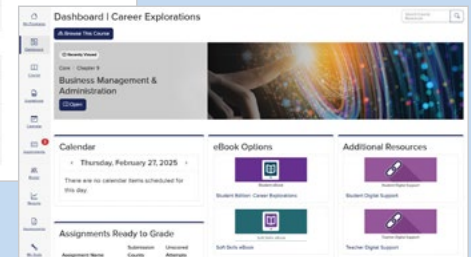 Dashboard | Career Explorations
Browse This Course
Recently Viewed
Core · Chapter 9
Business Management &
Administration
Open
Calendar
Thursday, February 27, 2025
There are no calendar items scheduled for
this day.
Assignments Ready to Grade
Assignment Name
Submission
Counts
Unscored
Attempts
eBook Options
Student Edition: Career Explorations
Soft Skills eBook
Additional Resources
Student Digital Support
Teacher Digital Support